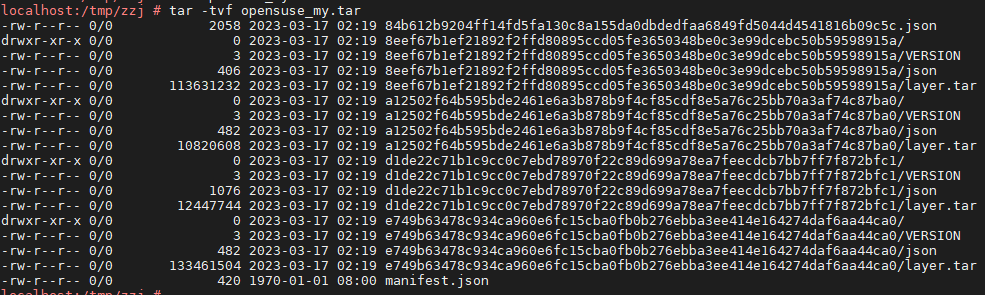 localhost:/tmp/zzj # tar -tvf opensuse_my.tar
-rw-r--r-- 0/0 2058 2023-03-17 02:19 84b612b9204ff14fd5fa130c8a155da0dbdedfaa6849fd5044d4541816b09c5c.json
drwxr-xr-x 0/0 0 2023-03-17 02:19 8eef67b1ef21892f2ffd80895ccd05fe3650348be0c3e99dcebc50b59598915a/
-rw-r--r-- 0/0 3 2023-03-17 02:19 8eef67b1ef21892f2ffd80895ccd05fe3650348be0c3e99dcebc50b59598915a/VERSION
-rw-r--r-- 0/0 406 2023-03-17 02:19 8eef67b1ef21892f2ffd80895ccd05fe3650348be0c3e99dcebc50b59598915a/json
-rw-r--r-- 0/0 113631232 2023-03-17 02:19 8eef67b1ef21892f2ffd80895ccd05fe3650348be0c3e99dcebc50b59598915a/layer.tar
drwxr-xr-x 0/0 0 2023-03-17 02:19 a12502f64b595bde2461e6a3b878b9f4cf85cdf8e5a76c25bb70a3af74c87ba0/
-rw-r--r-- 0/0 3 2023-03-17 02:19 a12502f64b595bde2461e6a3b878b9f4cf85cdf8e5a76c25bb70a3af74c87ba0/VERSION
-rw-r--r-- 0/0 482 2023-03-17 02:19 a12502f64b595bde2461e6a3b878b9f4cf85cdf8e5a76c25bb70a3af74c87ba0/json
-rw-r--r-- 0/0 10820608 2023-03-17 02:19 a12502f64b595bde2461e6a3b878b9f4cf85cdf8e5a76c25bb70a3af74c87ba0/layer.tar
drwxr-xr-x 0/0 0 2023-03-17 02:19 d1de22c71b1c9cc0c7ebd78970f22c89d699a78ea7feecdcb7bb7ff7f872bfc1/
-rw-r--r-- 0/0 3 2023-03-17 02:19 d1de22c71b1c9cc0c7ebd78970f22c89d699a78ea7feecdcb7bb7ff7f872bfc1/VERSION
-rw-r--r-- 0/0 1076 2023-03-17 02:19 d1de22c71b1c9cc0c7ebd78970f22c89d699a78ea7feecdcb7bb7ff7f872bfc1/json
-rw-r--r-- 0/0 12447744 2023-03-17 02:19 d1de22c71b1c9cc0c7ebd78970f22c89d699a78ea7feecdcb7bb7ff7f872bfc1/layer.tar
drwxr-xr-x 0/0 0 2023-03-17 02:19 e749b63478c934ca960e6fc15cba0fb0b276ebba3ee414e164274daf6aa44ca0/
-rw-r--r-- 0/0 3 2023-03-17 02:19 e749b63478c934ca960e6fc15cba0fb0b276ebba3ee414e164274daf6aa44ca0/VERSION
-rw-r--r-- 0/0 482 2023-03-17 02:19 e749b63478c934ca960e6fc15cba0fb0b276ebba3ee414e164274daf6aa44ca0/json
-rw-r--r-- 0/0 133461504 2023-03-17 02:19 e749b63478c934ca960e6fc15cba0fb0b276ebba3ee414e164274daf6aa44ca0/layer.tar
-rw-r--r-- 0/0 420 1970-01-01 08:00 manifest.json
localhost:/tmp/zzj #